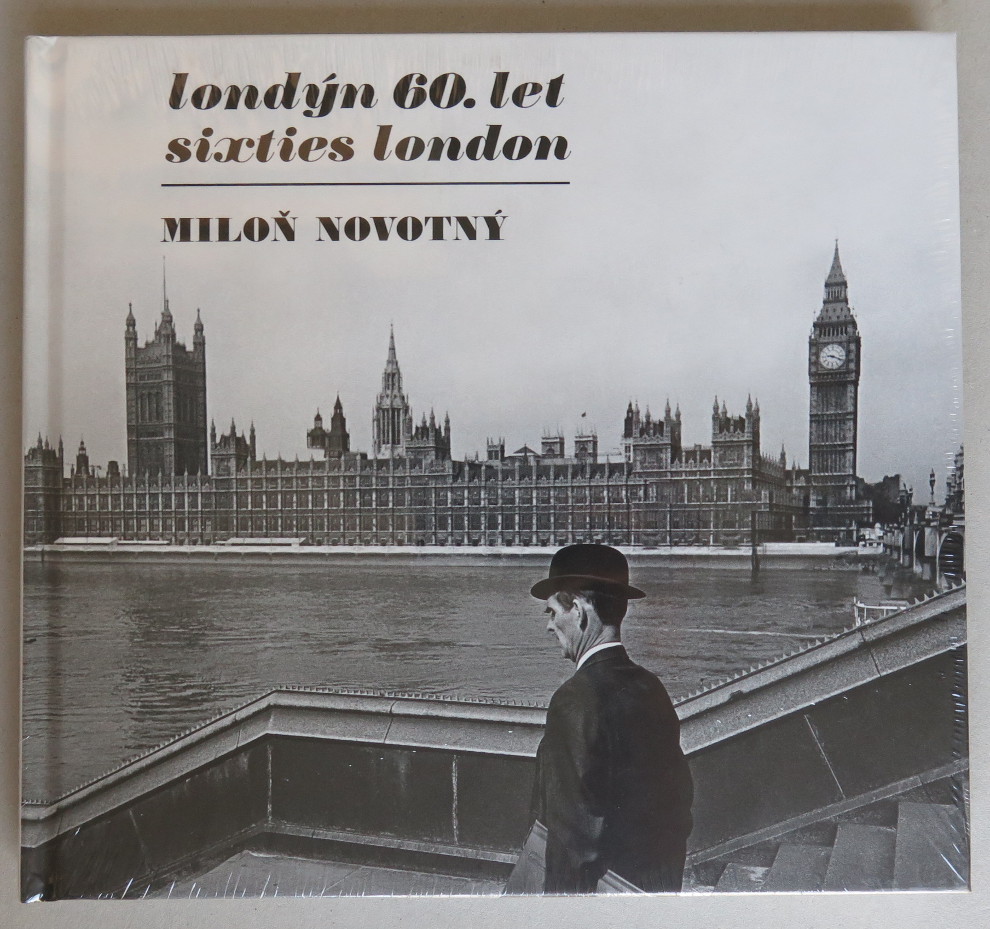 londýn 60. let
sixties london
MILOŇ NOVOTNÝ